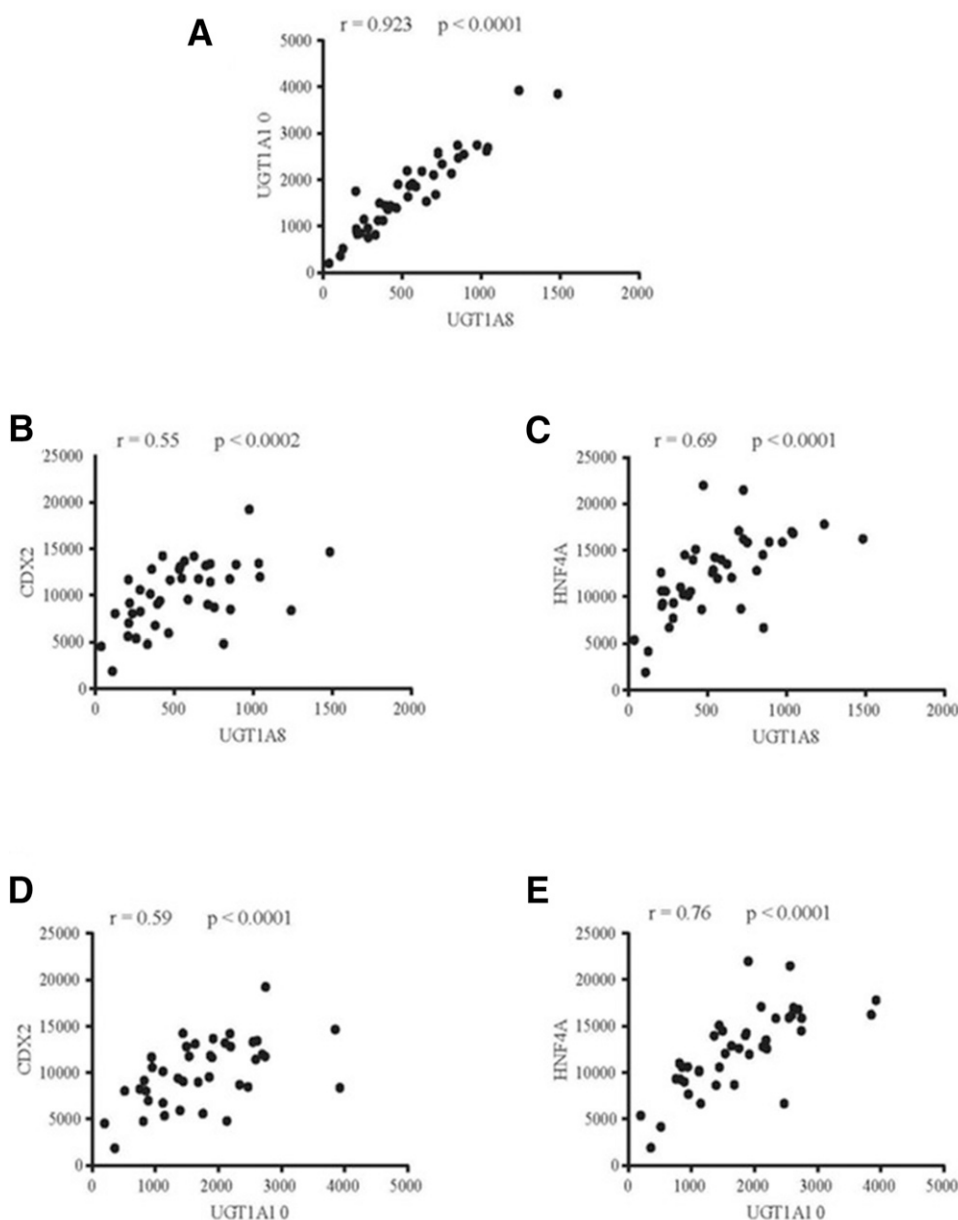 A
r = 0.923 p < 0.0001
5000
4000
3000
2000
1000
0
UGT1A1 0
0 500 1000 1500 2000
UGT1A8
B
r = 0.55 p < 0.0002
25000
20000
15000
10000
5000
0
CDX2
0 500 1000 1500 2000
UGT1A8
C
r = 0.69 p < 0.0001
25000
20000
15000
10000
5000
0
HNF4A
0 500 1000 1500 2000
UGT1A8
D
r = 0.59 p < 0.0001
25000
20000
15000
10000
5000
0
CDX2
0 1000 2000 3000 4000 5000
UGT1A1 0
E
r = 0.76 p < 0.0001
25000
20000
15000
10000
5000
0
HNF4A
0 1000 2000 3000 4000 5000
UGT1A1 0